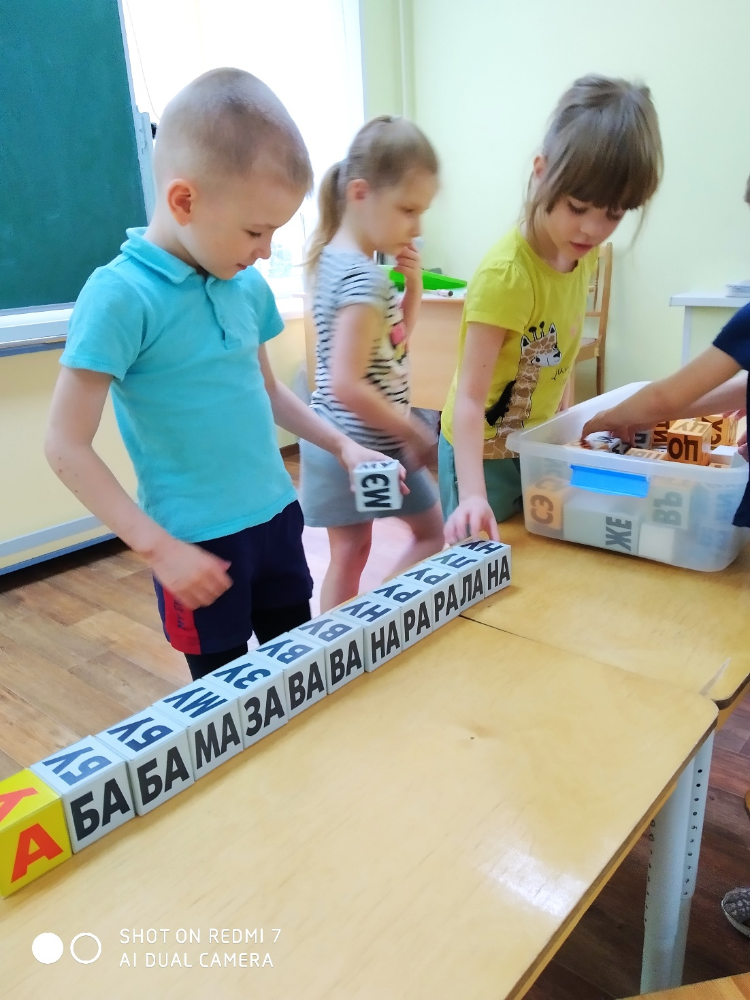 А БА БА МА ЗА ВА ВА НА РА РА ЛА НА
У БУ БУ МУ ЗУ ВУ ВУ НУ РУ РУ ЛУ НУ
МЭ
ЦО
СЭ
ЖЕ
ВЪ
SHOT ON REDMI 7
AI DUAL CAMERA